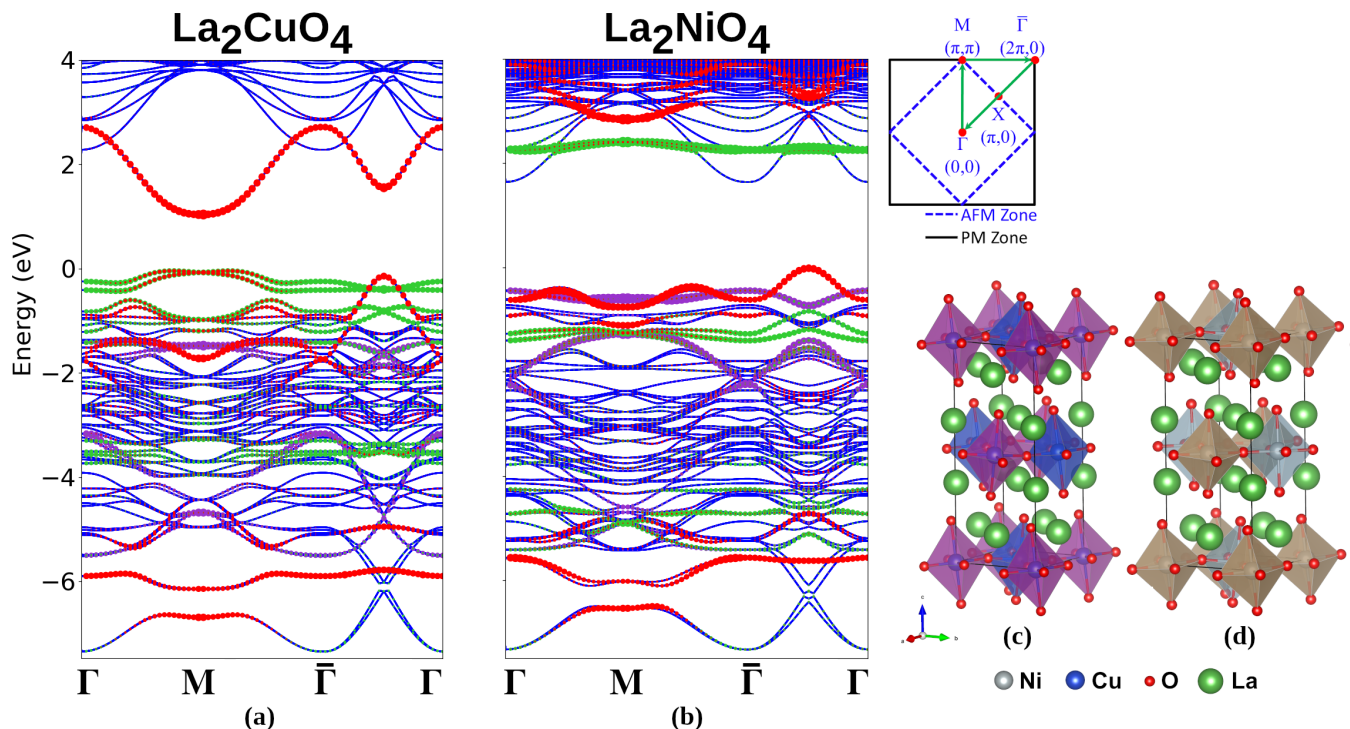 La₂CuO₄
La₂NiO₄
Energy (eV)
4
2
0
−2
−4
−6
Γ M Γ̄ Γ
(a)
Γ M Γ̄ Γ
(b)
M Γ̄
(π,π) (2π,0)
X
Γ (π,0)
(0,0)
AFM Zone
PM Zone
c
a b
(c)
(d)
Ni Cu O La